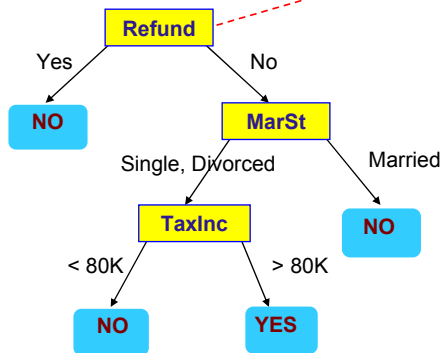 Refund
Yes
No
NO
MarSt
Single, Divorced
Married
TaxInc
NO
< 80K
> 80K
NO
YES